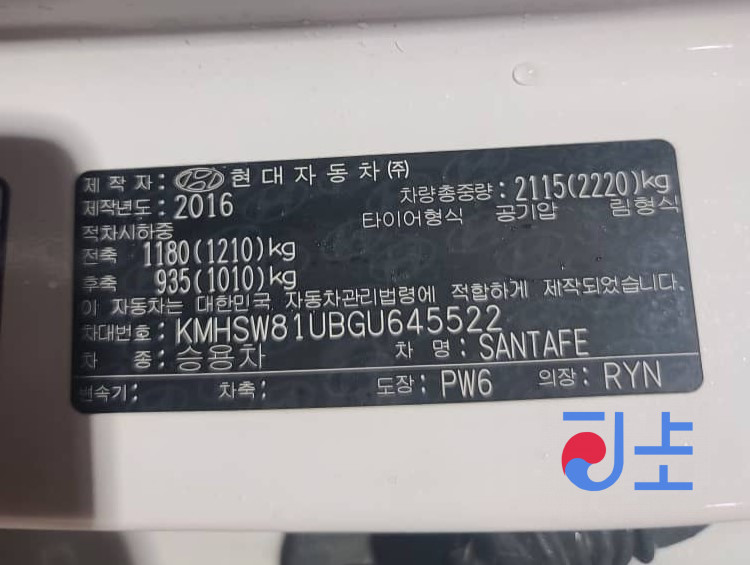 제작자: 현대자동차(주)
제작년도: 2016 차량총중량: 2115(2220)kg
적차시하중 타이어형식 공기압 림형식
전축 1180(1210)kg
후축 935(1010)kg
이 자동차는 대한민국 자동차관리법령에 적합하게 제작되었습니다.
차대번호: KMHSW81UBGU645522
차 종: 승용차 차 명: SANTAFE
변속기: 차축: 도장: PW6 의장: RYN